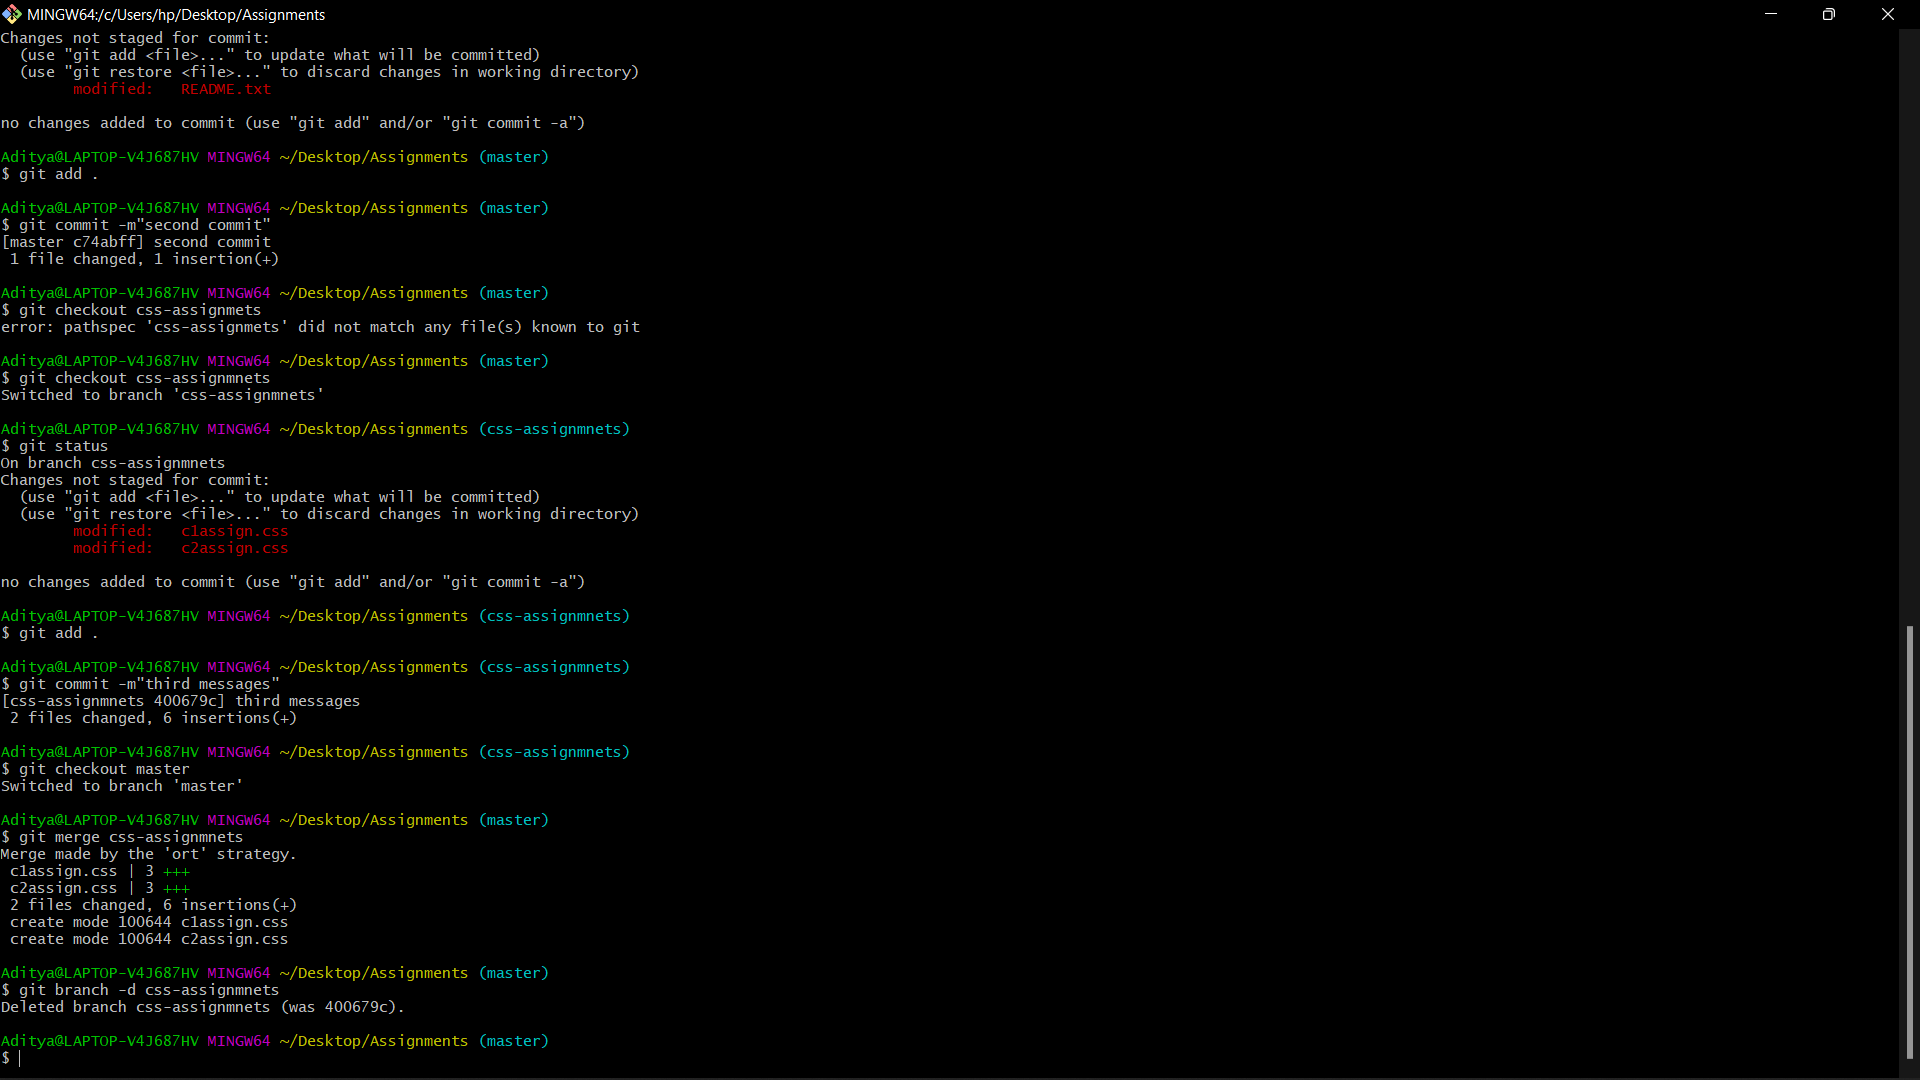 MINGW64:/c/Users/hp/Desktop/Assignments
Changes not staged for commit:
  (use "git add <file>..." to update what will be committed)
  (use "git restore <file>..." to discard changes in working directory)
        modified:   README.txt

no changes added to commit (use "git add" and/or "git commit -a")

Aditya@LAPTOP-V4J687HV MINGW64 ~/Desktop/Assignments (master)
$ git add .

Aditya@LAPTOP-V4J687HV MINGW64 ~/Desktop/Assignments (master)
$ git commit -m"second commit"
[master c74abff] second commit
 1 file changed, 1 insertion(+)

Aditya@LAPTOP-V4J687HV MINGW64 ~/Desktop/Assignments (master)
$ git checkout css-assignmets
error: pathspec 'css-assignmets' did not match any file(s) known to git

Aditya@LAPTOP-V4J687HV MINGW64 ~/Desktop/Assignments (master)
$ git checkout css-assignmnets
Switched to branch 'css-assignmnets'

Aditya@LAPTOP-V4J687HV MINGW64 ~/Desktop/Assignments (css-assignmnets)
$ git status
On branch css-assignmnets
Changes not staged for commit:
  (use "git add <file>..." to update what will be committed)
  (use "git restore <file>..." to discard changes in working directory)
        modified:   c1assign.css
        modified:   c2assign.css

no changes added to commit (use "git add" and/or "git commit -a")

Aditya@LAPTOP-V4J687HV MINGW64 ~/Desktop/Assignments (css-assignmnets)
$ git add .

Aditya@LAPTOP-V4J687HV MINGW64 ~/Desktop/Assignments (css-assignmnets)
$ git commit -m"third messages"
[css-assignmnets 400679c] third messages
 2 files changed, 6 insertions(+)

Aditya@LAPTOP-V4J687HV MINGW64 ~/Desktop/Assignments (css-assignmnets)
$ git checkout master
Switched to branch 'master'

Aditya@LAPTOP-V4J687HV MINGW64 ~/Desktop/Assignments (master)
$ git merge css-assignmnets
Merge made by the 'ort' strategy.
 c1assign.css | 3 +++
 c2assign.css | 3 +++
 2 files changed, 6 insertions(+)
 create mode 100644 c1assign.css
 create mode 100644 c2assign.css

Aditya@LAPTOP-V4J687HV MINGW64 ~/Desktop/Assignments (master)
$ git branch -d css-assignmnets
Deleted branch css-assignmnets (was 400679c).

Aditya@LAPTOP-V4J687HV MINGW64 ~/Desktop/Assignments (master)
$